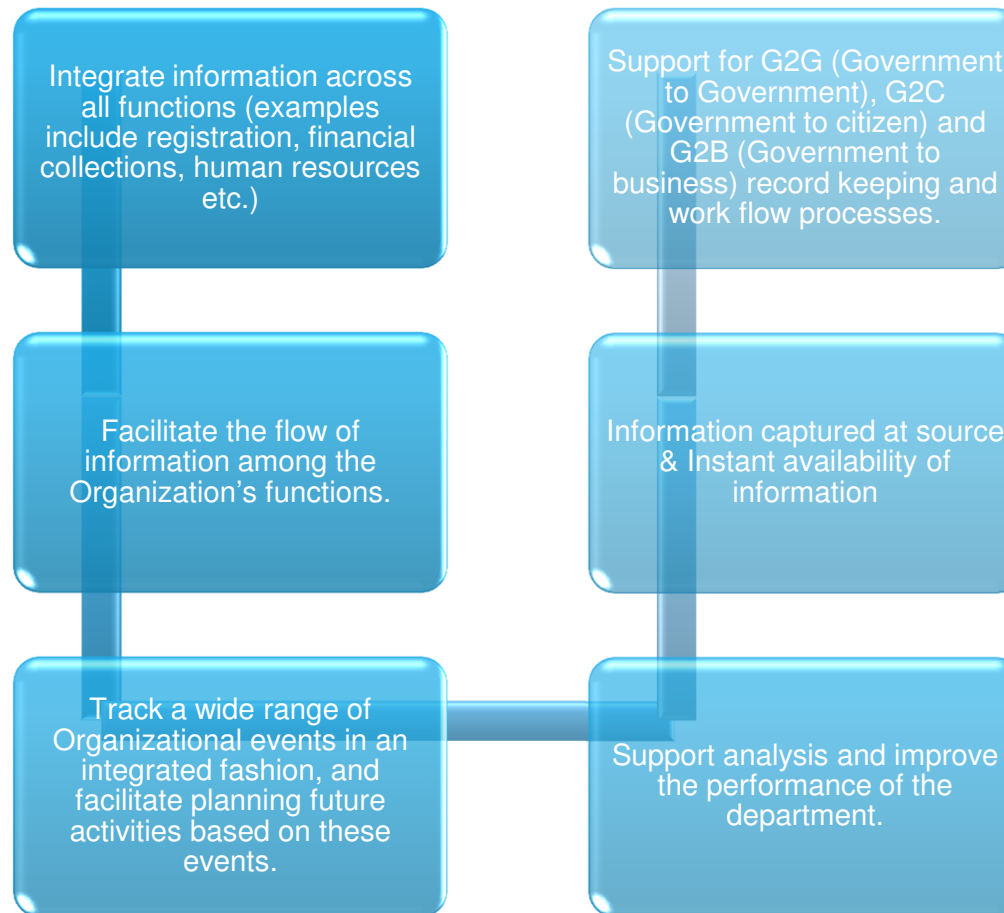 Integrate information across
all functions (examples
include registration, financial
collections, human resources
etc.)
Facilitate the flow of
information among the
Organization’s functions.
Track a wide range of
Organizational events in an
integrated fashion, and
facilitate planning future
activities based on these
events.
Support analysis and improve
the performance of the
department.
Information captured at source
& Instant availability of
information
Support for G2G (Government
to Government), G2C
(Government to citizen) and
G2B (Government to
business) record keeping and
work flow processes.